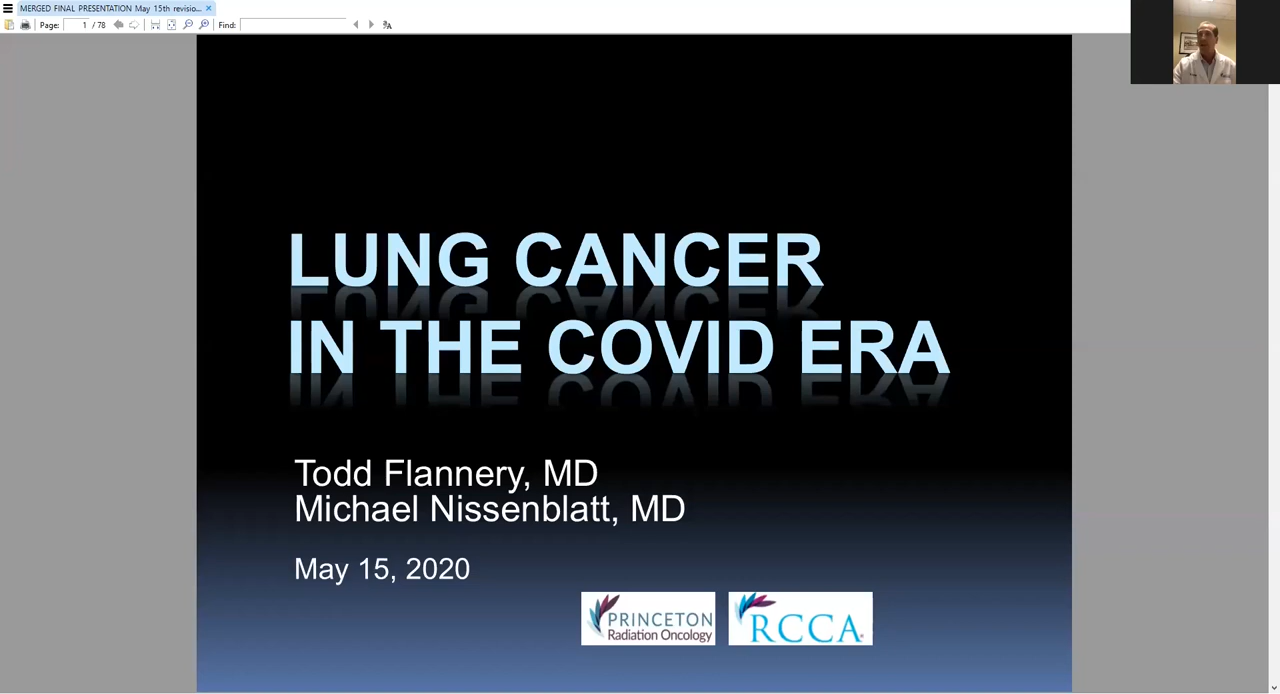 MERGED FINAL PRESENTATION May 15th revisio...
Page: 1 / 78 Find:
LUNG CANCER
IN THE COVID ERA
Todd Flannery, MD
Michael Nissenblatt, MD
May 15, 2020
PRINCETON
Radiation Oncology
RCCA